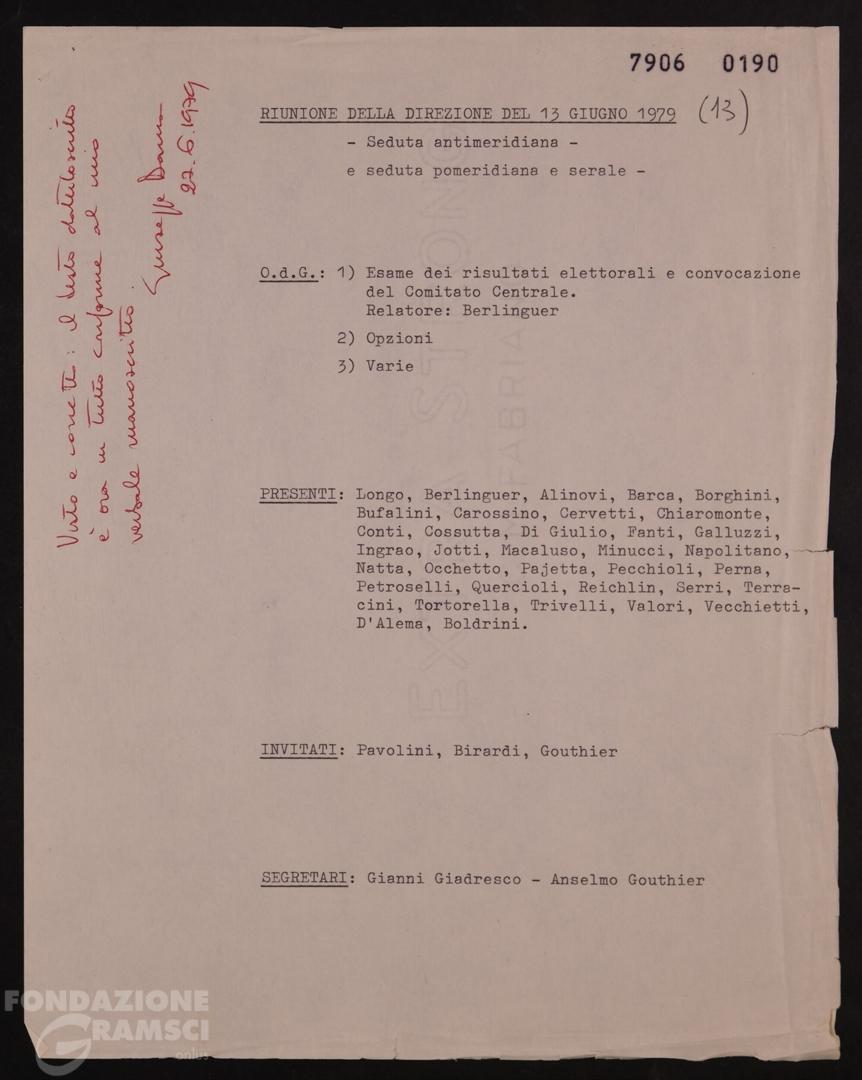 7906 0190
RIUNIONE DELLA DIREZIONE DEL 13 GIUGNO 1979 (13)
- Seduta antimeridiana -
e seduta pomeridiana e serale -
O.d.G.: 1) Esame dei risultati elettorali e convocazione
del Comitato Centrale.
Relatore: Berlinguer
2) Opzioni
3) Varie
PRESENTI: Longo, Berlinguer, Alinovi, Barca, Borghini,
Bufalini, Carossino, Cervetti, Chiaromonte,
Conti, Cossutta, Di Giulio, Fanti, Galluzzi,
Ingrao, Jotti, Macaluso, Minucci, Napolitano,
Natta, Occhetto, Pajetta, Pecchioli, Perna,
Petroselli, Quercioli, Reichlin, Serri, Terra-
cini, Tortorella, Trivelli, Valori, Vecchietti,
D'Alema, Boldrini.
INVITATI: Pavolini, Birardi, Gouthier
SEGRETARI: Gianni Giadresco - Anselmo Gouthier
Visto e corretto: il testo dattiloscritto
è ora in tutto conforme al mio
verbale manoscritto.
Giuseppe
27.6.1979
EXTRA STRONG
FABRIA
FONDAZIONE
GRAMSCI
onlus